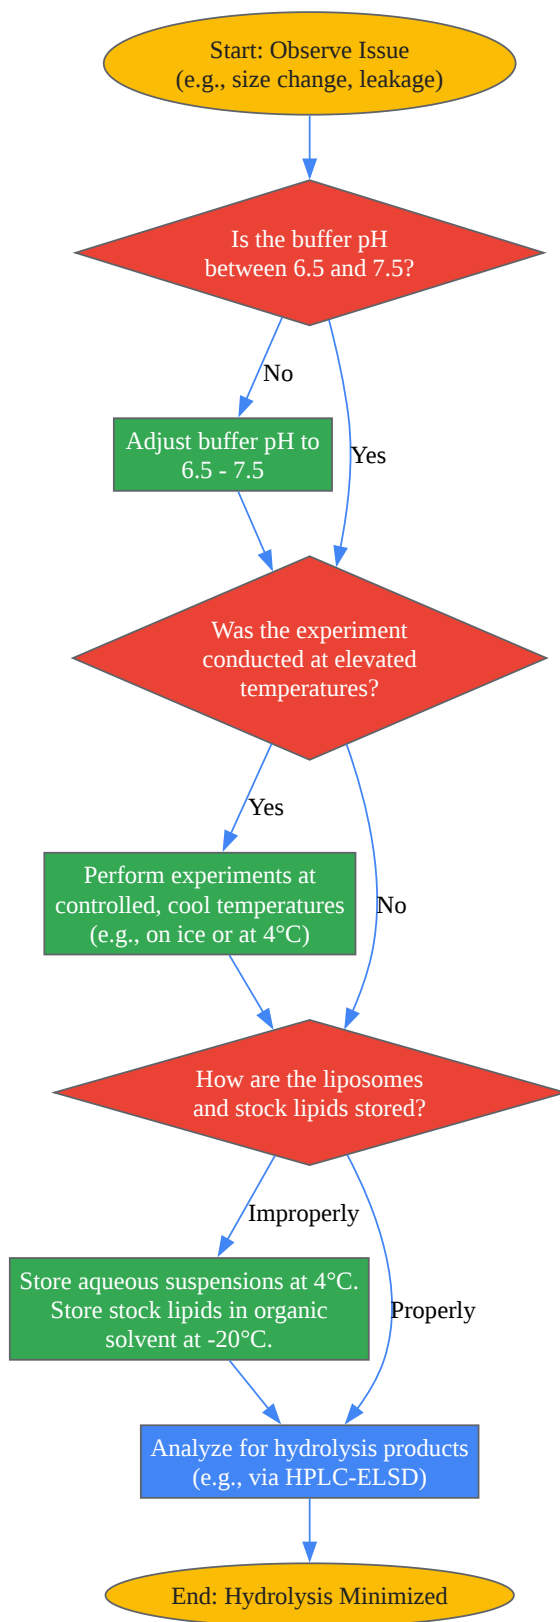 Start: Observe Issue
(e.g., size change, leakage)
Is the buffer pH
between 6.5 and 7.5?
No
Adjust buffer pH to
6.5 - 7.5
Yes
Was the experiment
conducted at elevated
temperatures?
Yes
Perform experiments at
controlled, cool temperatures
(e.g., on ice or at 4°C)
No
How are the liposomes
and stock lipids stored?
Improperly
Store aqueous suspensions at 4°C.
Store stock lipids in organic
solvent at -20°C.
Properly
Analyze for hydrolysis products
(e.g., via HPLC-ELSD)
End: Hydrolysis Minimized